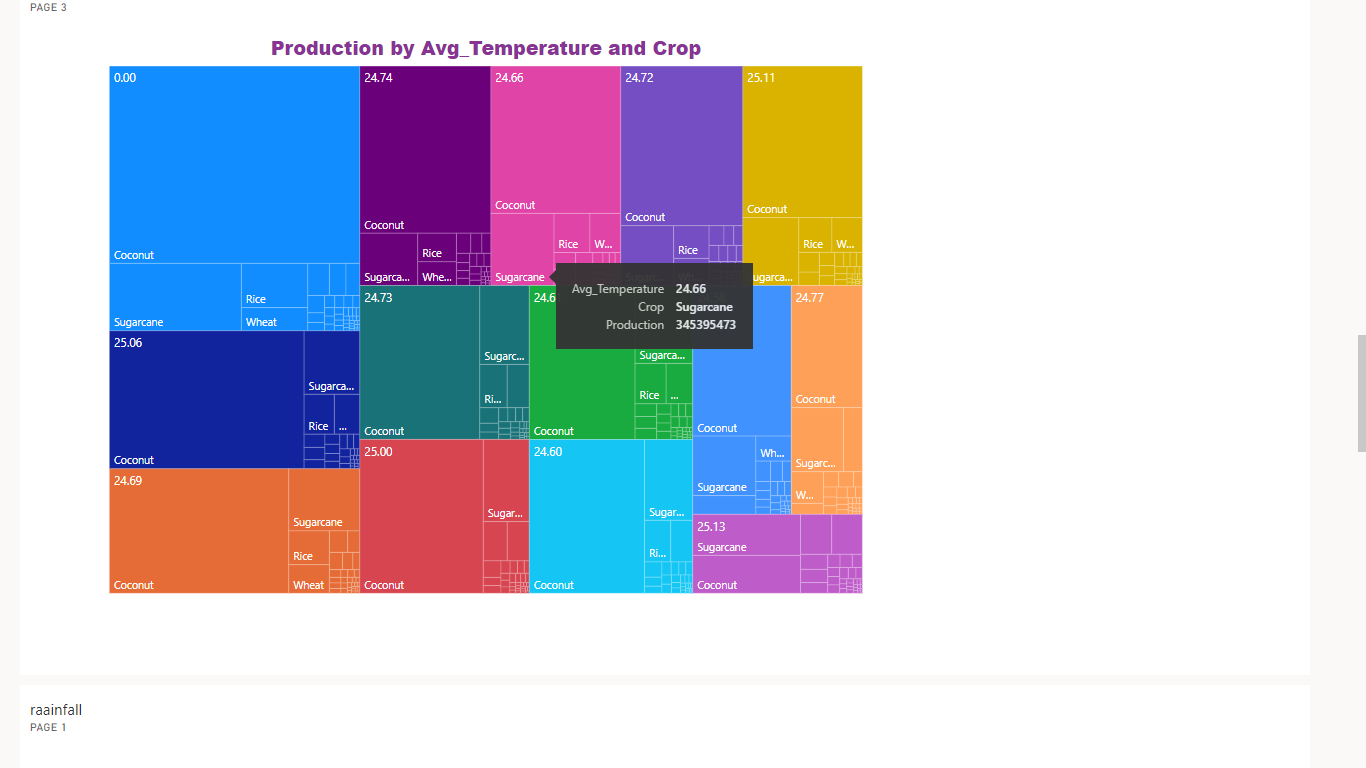 PAGE 3
Production by Avg_Temperature and Crop
0.00
Coconut
Sugarcane
Rice
Wheat
24.74
Coconut
Sugarca...
Rice
Whe...
24.66
Coconut
Sugarcane
Rice
W...
24.72
Coconut
Rice
25.11
Coconut
ugarca...
Rice
W...
Avg_Temperature 24.66
Crop Sugarcane
Production 345395473
25.06
Coconut
Sugarca...
Rice
...
24.73
Coconut
Sugarc...
Ri...
24.6
Coconut
Sugarca...
Rice
...
Coconut
Sugarcane
Wh...
24.77
Coconut
Sugarc...
W...
24.69
Coconut
Sugarcane
Rice
Wheat
25.00
Coconut
Sugar...
24.60
Coconut
Sugar...
Ri...
25.13
Sugarcane
Coconut
raainfall
PAGE 1